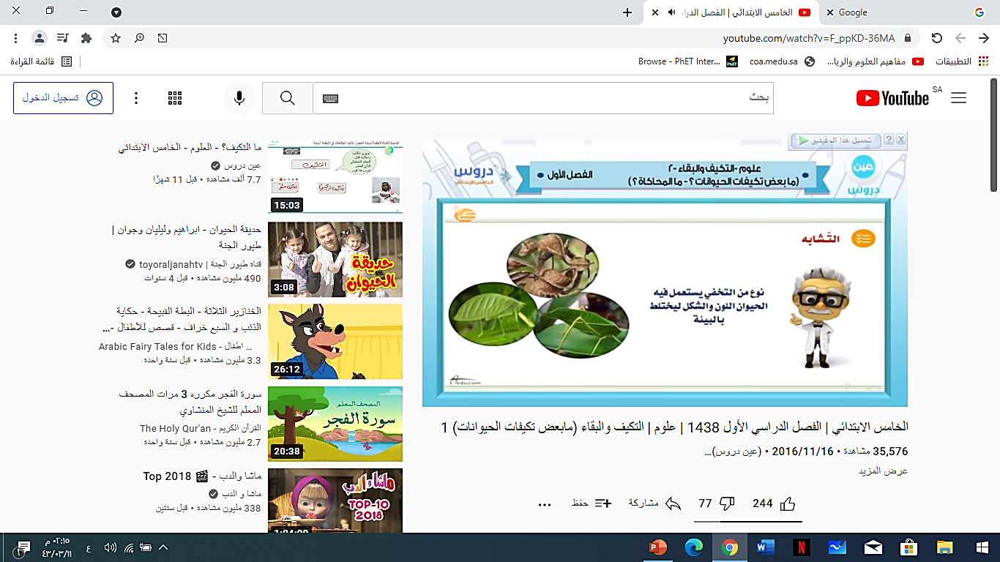 Google
الخامس الابتدائي | الفصل الدرا
youtube.com/watch?v=F_ppKD-36MA
التطبيقات
مفاهيم العلوم والريا...
coa.medu.sa
Browse - PhET Inter...
قائمة القراءة
YouTube SA
بحث
تسجيل الدخول
تحميل هذا الـفيديو
عين
دروس
علوم -التكيف والبقاء -٢
(ما بعض تكيفات الحيوانات؟ - ما المحاكاة ؟)
الفصل الأول
دروس
التَشابه
نوع من التخفي يستعمل فيه
الحيوان اللون والشكل ليختلط
بالبيئة
الخامس الابتدائي | الفصل الدراسي الأول 1438 | علوم | التكيف والبقاء (مابعض تكيفات الحيوانات) 1
35,576 مشاهدة • 2016/11/16 • (عين دروس)...
عرض المزيد
244
77
مشاركة
حفظ
15:03
ما التكيف؟ - العلوم - الخامس الابتدائي
عين دروس
7.7 ألف مشاهدة • قبل 11 شهرًا
حديقة
الحيوان
3:08
حديقة الحيوان - ابراهيم وليليان وجوان |
طيور الجنة
قناة طيور الجنة | toyoraljanahtv
490 مليون مشاهدة • قبل 4 سنوات
26:12
الخنازير الثلاثة - البطة القبيحة - حكاية
الذئب و السبع خراف - قصص للأطفال -...
Arabic Fairy Tales for Kids - اطفال ...
3.3 مليون مشاهدة • قبل سنة واحدة
المصحف المعلم
سورة الفجر
20:38
سورة الفجر مكرره 3 مرات المصحف
المعلم للشيخ المنشاوي
القرآن الكريم - The Holy Qur'an
2.7 مليون مشاهدة • قبل سنة واحدة
ماشا والدب
TOP-10
2018
ماشا والدب - 🎬 Top 2018
ماشا و الدب
338 مليون مشاهدة • قبل سنتين
ع
٠٢:١٥ م
٤٣/٠٣/١١